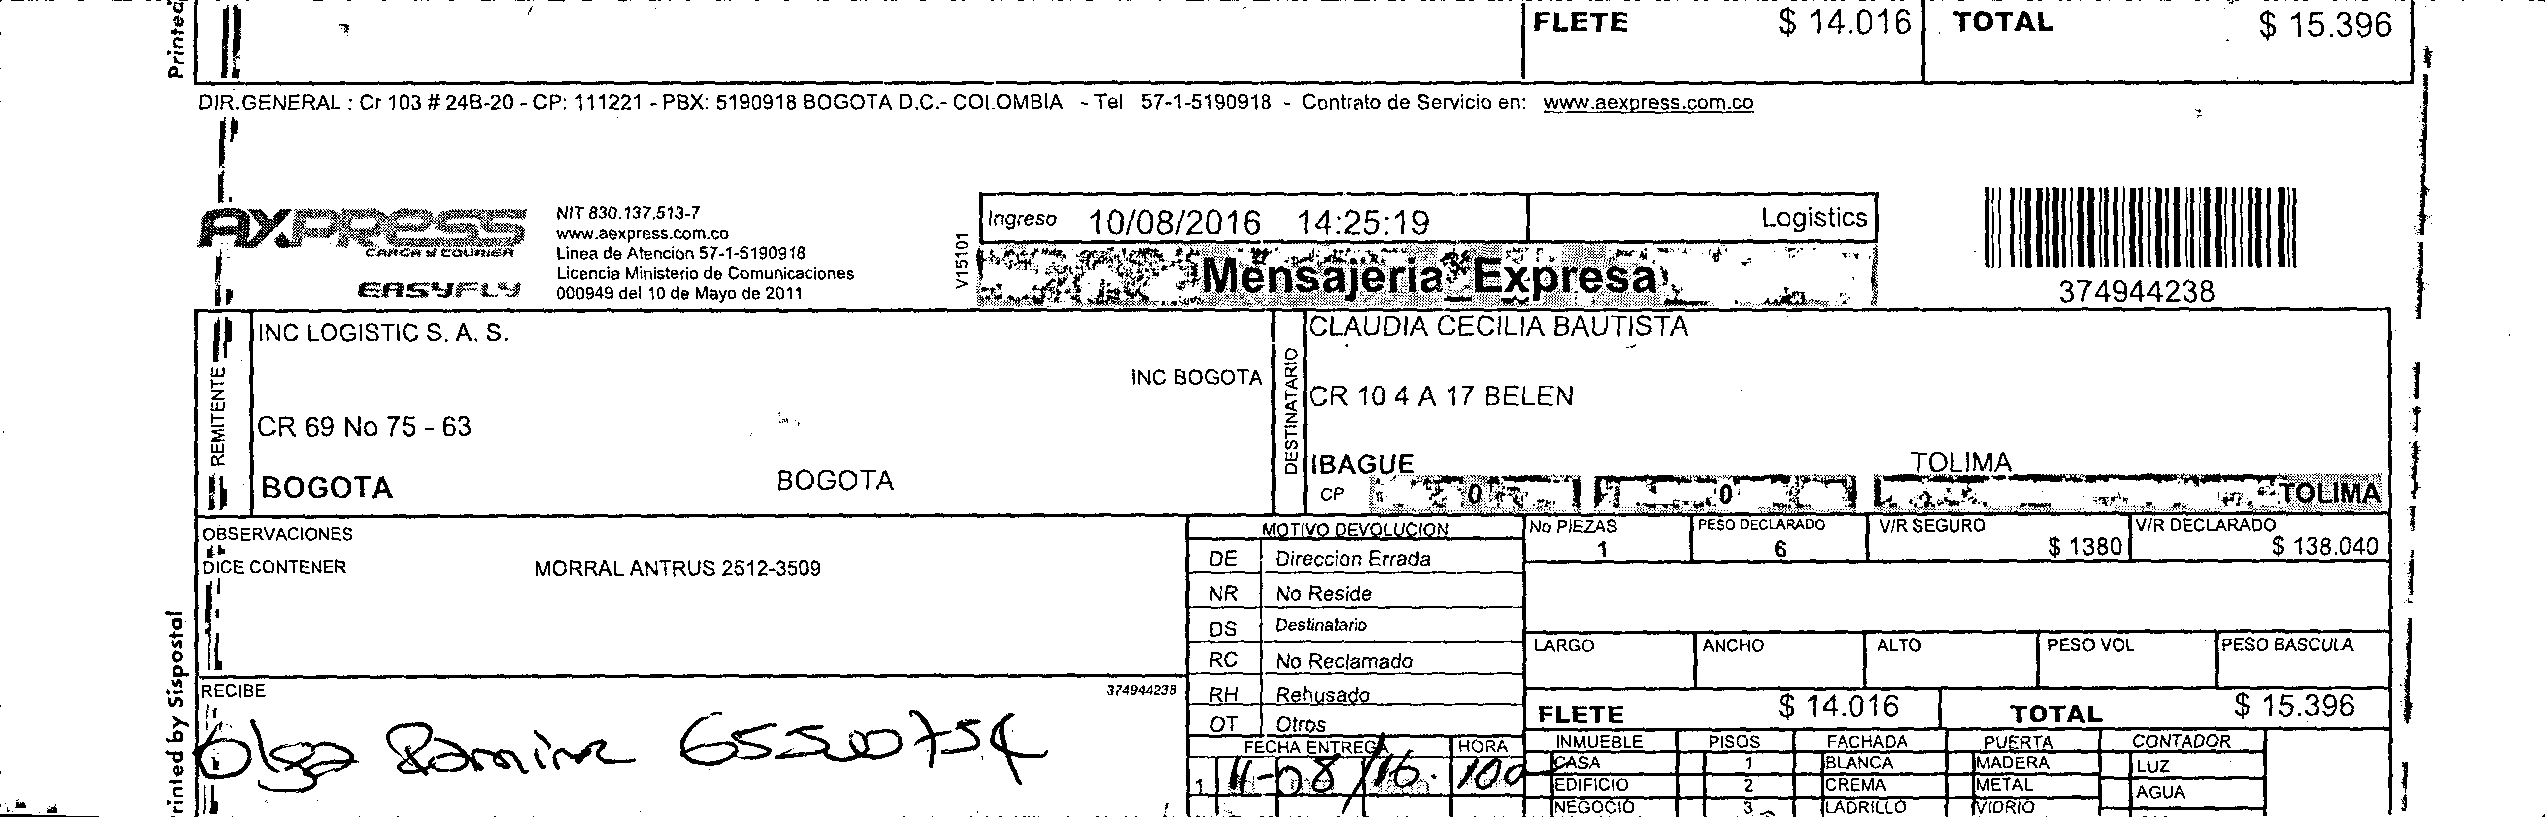 Printed
FLETE $ 14.016 TOTAL $ 15.396
DIR.GENERAL : Cr 103 # 24B-20 - CP: 111221 - PBX: 5190918 BOGOTA D.C.- COLOMBIA - Tel 57-1-5190918 - Contrato de Servicio en: www.aexpress.com.co
AXPRESS
CARGA Y COURIER
EASYFLY
NIT 830.137.513-7
www.aexpress.com.co
Linea de Atencion 57-1-5190918
Licencia Ministerio de Comunicaciones
000949 del 10 de Mayo de 2011
V15101
Ingreso 10/08/2016 14:25:19 Logistics
Mensajeria Expresa
374944238
REMITENTE
INC LOGISTIC S. A. S.
INC BOGOTA
CR 69 No 75 - 63
BOGOTA BOGOTA
DESTINATARIO
CLAUDIA CECILIA BAUTISTA
CR 10 4 A 17 BELEN
IBAGUE TOLIMA
CP 0 0 TOLIMA
OBSERVACIONES
DICE CONTENER MORRAL ANTRUS 2512-3509
MOTIVO DEVOLUCION
DE Direccion Errada
NR No Reside
DS Destinatario
RC No Reclamado
RH Rehusado
OT Otros
No PIEZAS PESO DECLARADO V/R SEGURO V/R DECLARADO
1 6 $ 1380 $ 138.040
LARGO ANCHO ALTO PESO VOL PESO BASCULA
FLETE $ 14.016 TOTAL $ 15.396
Printed by Sispostal
RECIBE 374944238
Olga
FECHA ENTREGA HORA
1 11-08/16. 100
INMUEBLE PISOS FACHADA PUERTA CONTADOR
CASA 1 BLANCA MADERA LUZ
EDIFICIO 2 CREMA METAL AGUA
NEGOCIO 3 LADRILLO VIDRIO